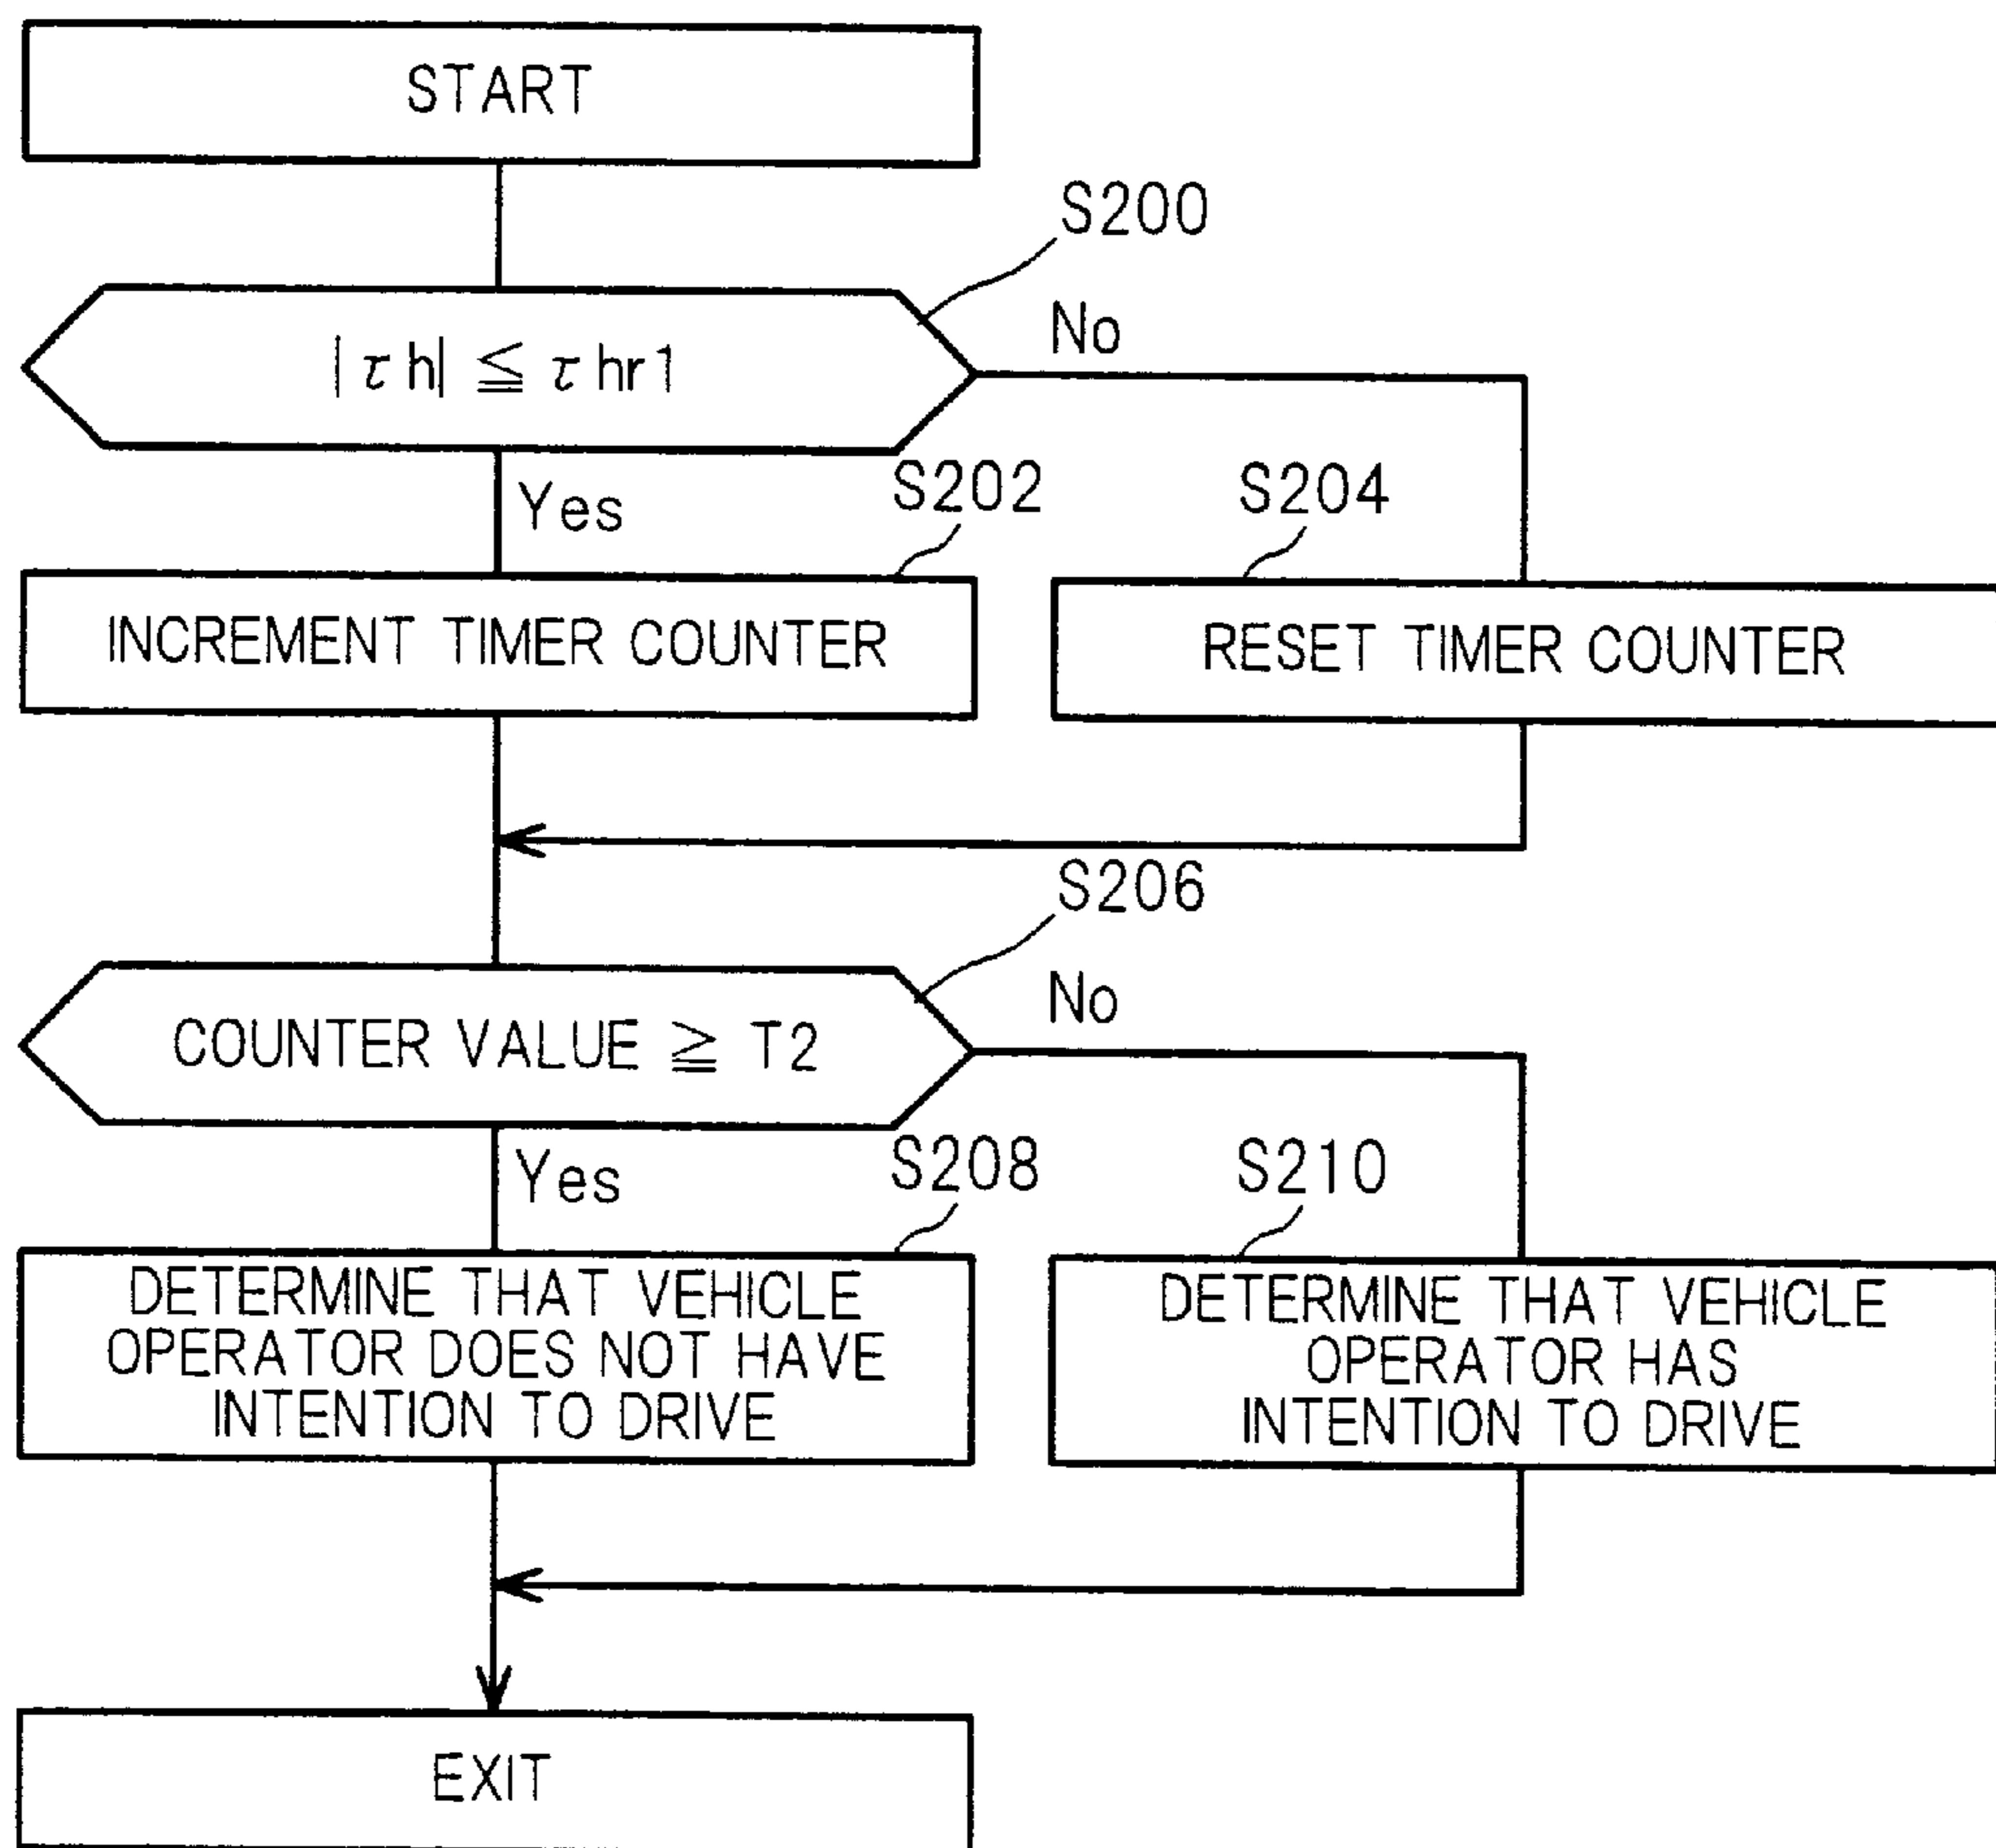 START
S200
|τh| ≦ τhr1
No
Yes
S202
S204
INCREMENT TIMER COUNTER
RESET TIMER COUNTER
S206
COUNTER VALUE ≧ T2
No
Yes
S208
S210
DETERMINE THAT VEHICLE
OPERATOR DOES NOT HAVE
INTENTION TO DRIVE
DETERMINE THAT VEHICLE
OPERATOR HAS
INTENTION TO DRIVE
EXIT